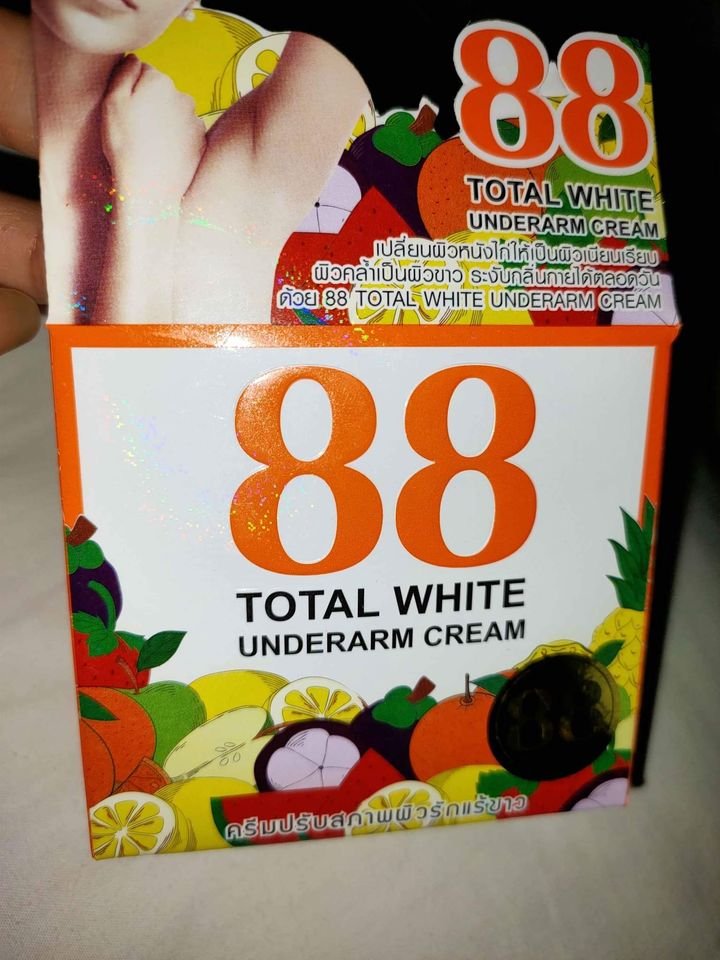 88
TOTAL WHITE
UNDERARM CREAM
เปลี่ยนผิวหนังไก่ให้เป็นผิวเนียนเรียบ
ผิวคล้ำเป็นผิวขาว ระงับกลิ่นกายได้ตลอดวัน
ด้วย 88 TOTAL WHITE UNDERARM CREAM
88
TOTAL WHITE
UNDERARM CREAM
88
ครีมปรับสภาพผิวรักแร้ขาว